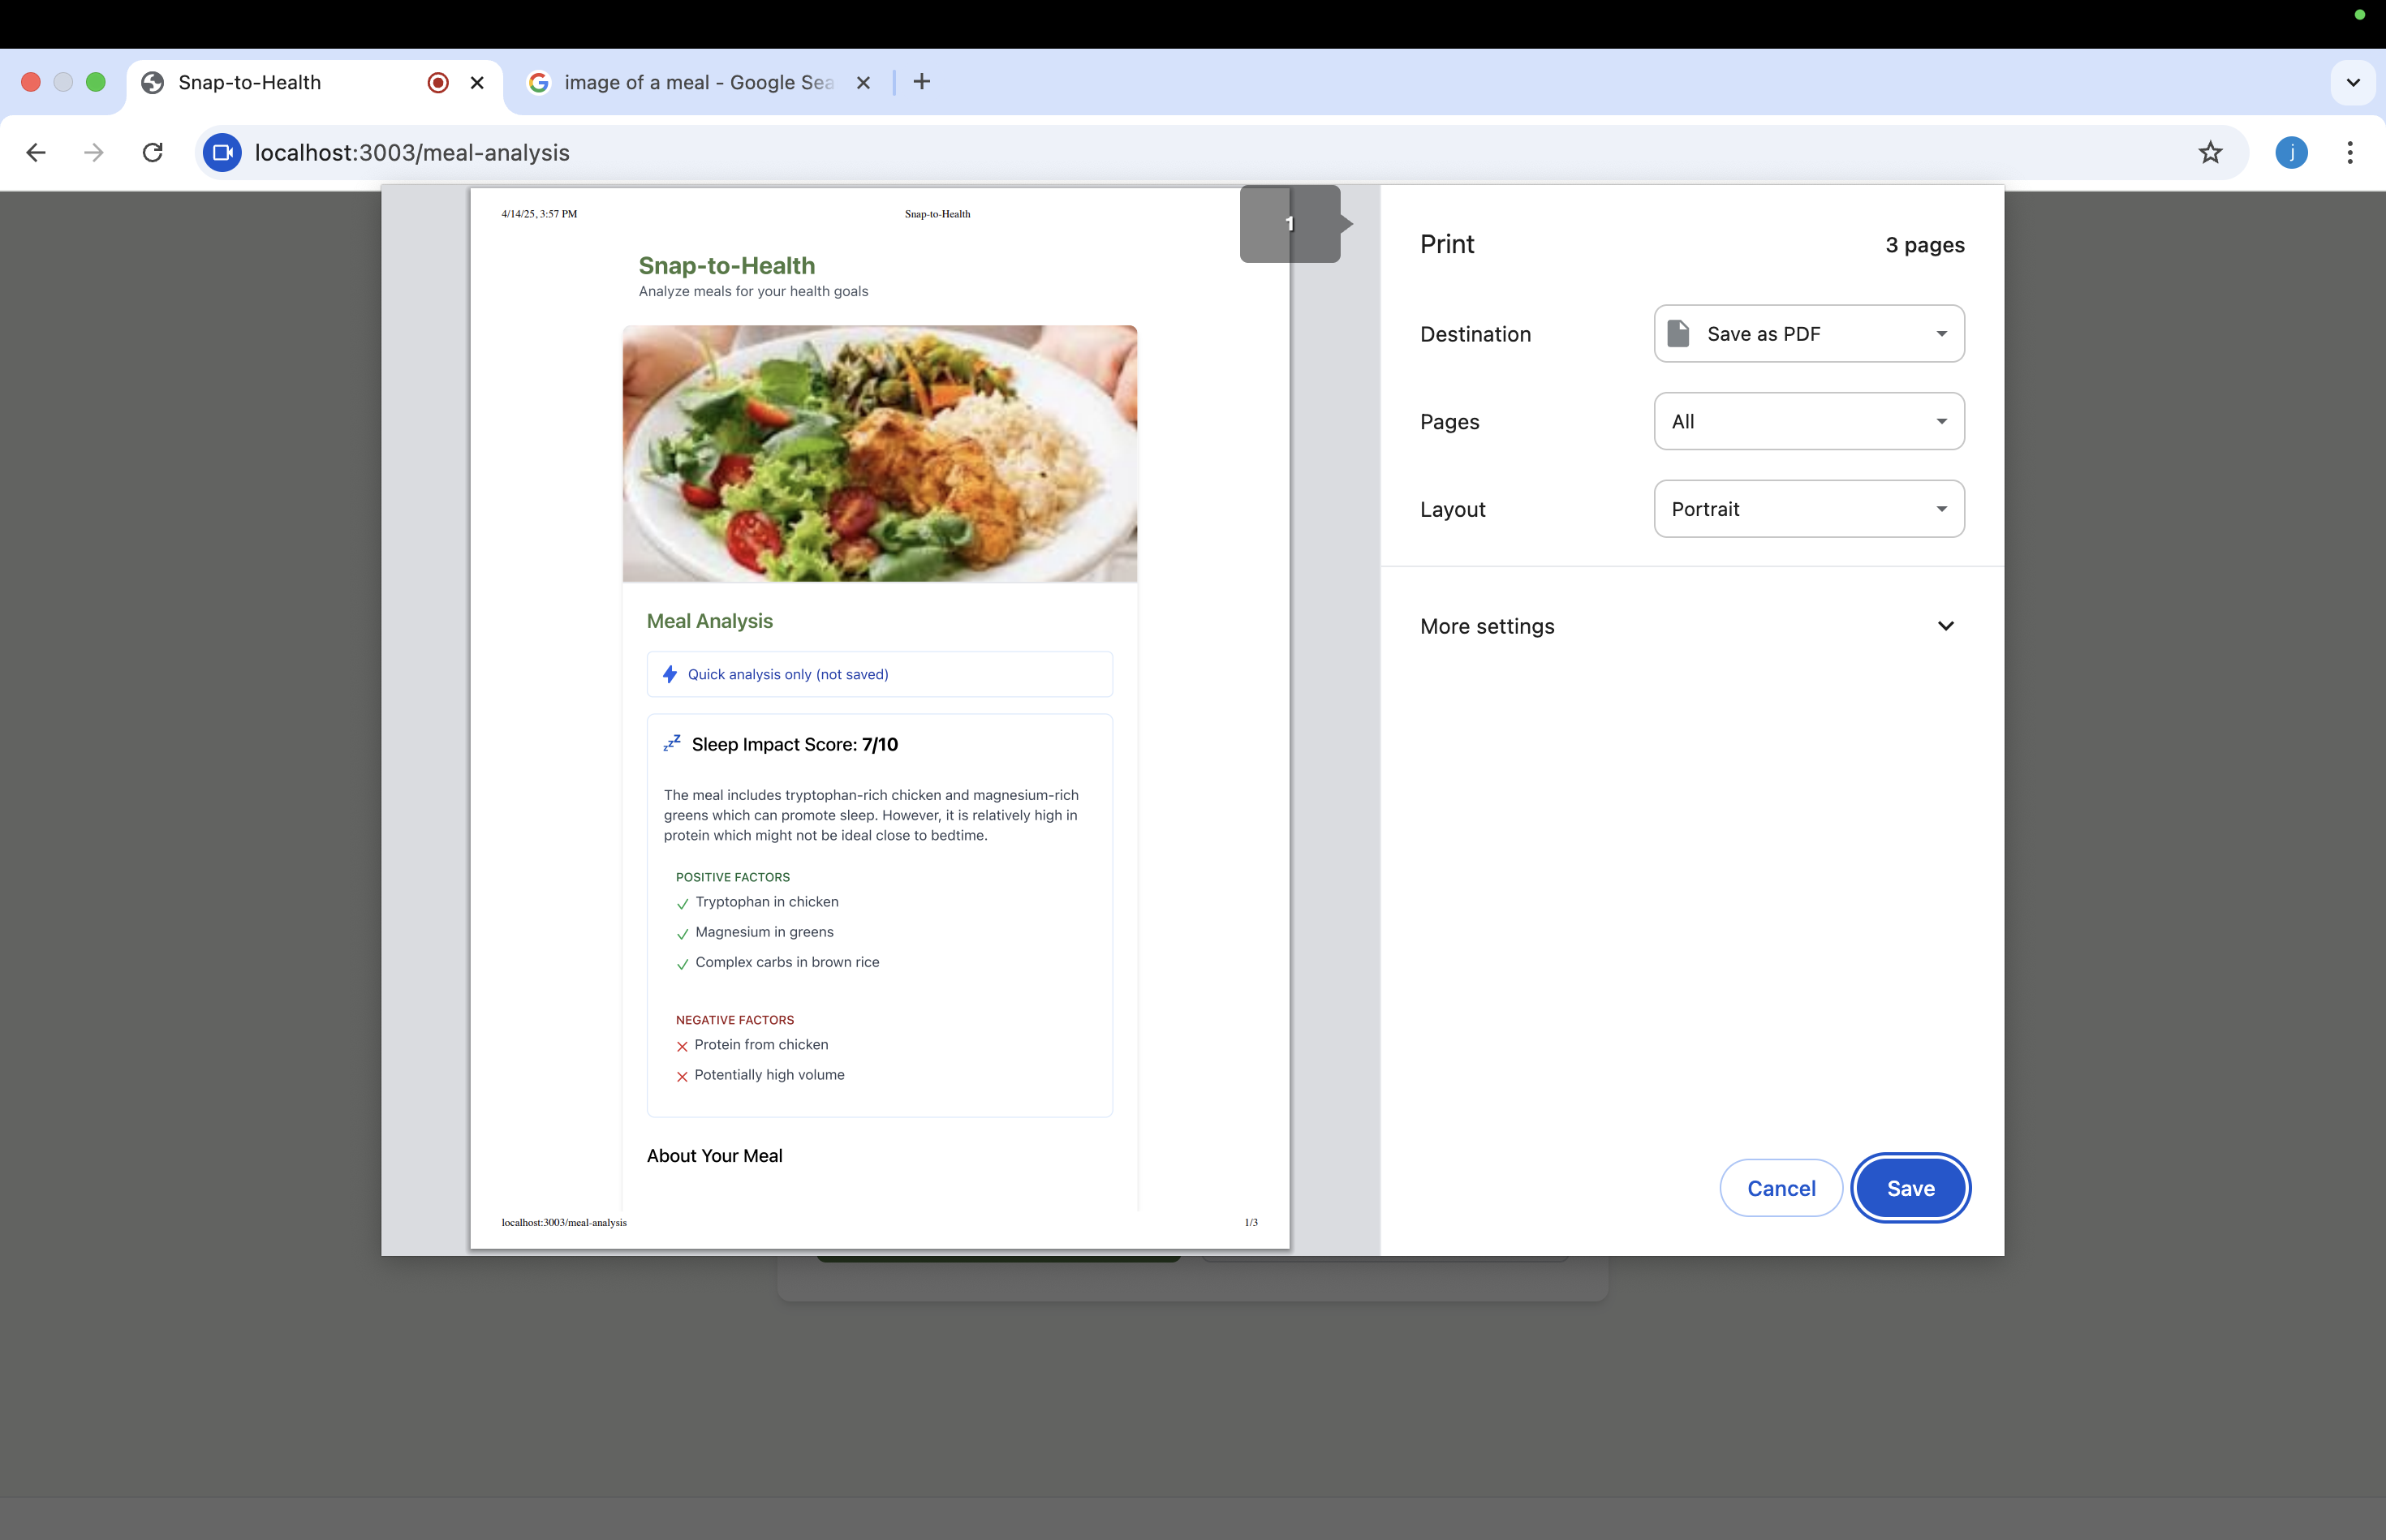 Snap-to-Health
image of a meal - Google Sea
localhost:3003/meal-analysis
j
4/14/25, 3:57 PM
Snap-to-Health
1
Snap-to-Health
Analyze meals for your health goals
Meal Analysis
Quick analysis only (not saved)
zzZ Sleep Impact Score: 7/10
The meal includes tryptophan-rich chicken and magnesium-rich
greens which can promote sleep. However, it is relatively high in
protein which might not be ideal close to bedtime.
POSITIVE FACTORS
Tryptophan in chicken
Magnesium in greens
Complex carbs in brown rice
NEGATIVE FACTORS
Protein from chicken
Potentially high volume
About Your Meal
localhost:3003/meal-analysis
1/3
Print
3 pages
Destination
Save as PDF
Pages
All
Layout
Portrait
More settings
Cancel
Save